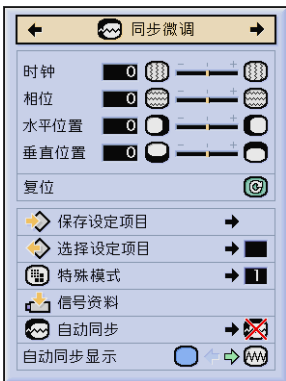 同步微调
时钟 0
相位 0
水平位置 0
垂直位置 0
复位
保存设定项目
选择设定项目
特殊模式 1
信号资料
自动同步
自动同步显示